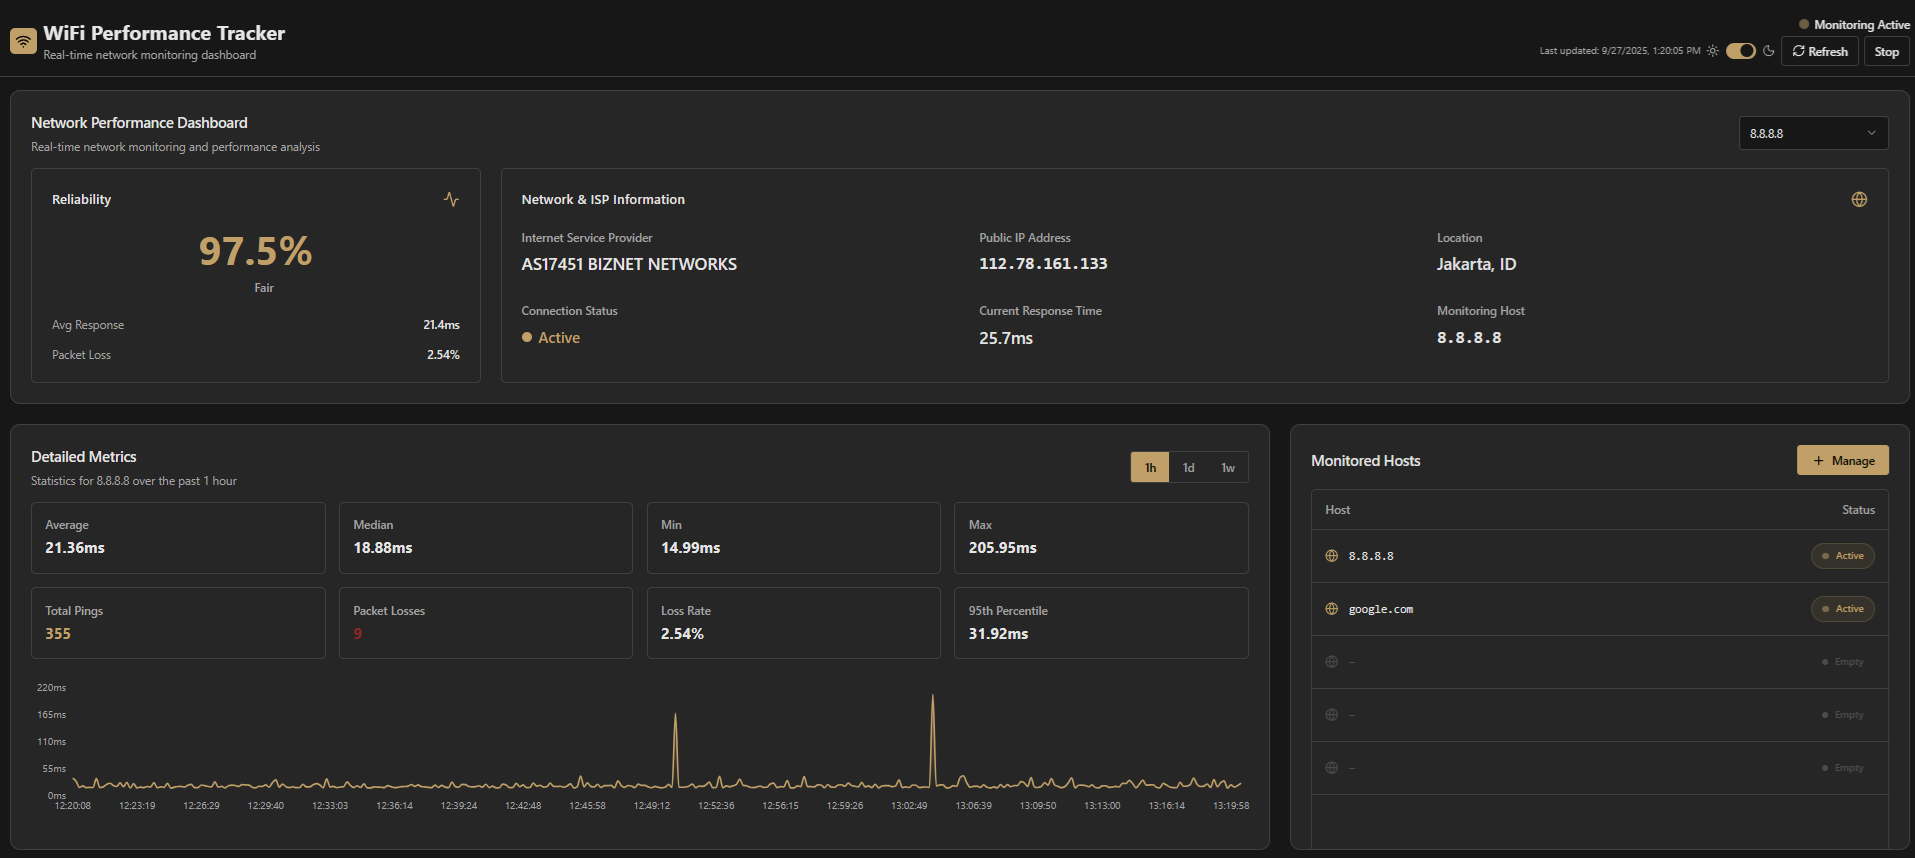 WiFi Performance Tracker
Real-time network monitoring dashboard
Monitoring Active
Last updated: 9/27/2025, 1:20:05 PM
Refresh
Stop
Network Performance Dashboard
Real-time network monitoring and performance analysis
8.8.8.8
Reliability
97.5%
Fair
Avg Response 21.4ms
Packet Loss 2.54%
Network & ISP Information
Internet Service Provider
AS17451 BIZNET NETWORKS
Public IP Address
112.78.161.133
Location
Jakarta, ID
Connection Status
Active
Current Response Time
25.7ms
Monitoring Host
8.8.8.8
Detailed Metrics
Statistics for 8.8.8.8 over the past 1 hour
1h 1d 1w
Average
21.36ms
Median
18.88ms
Min
14.99ms
Max
205.95ms
Total Pings
355
Packet Losses
9
Loss Rate
2.54%
95th Percentile
31.92ms
220ms
165ms
110ms
55ms
0ms
12:20:08 12:23:19 12:26:29 12:29:40 12:33:03 12:36:14 12:39:24 12:42:48 12:45:58 12:49:12 12:52:36 12:56:15 12:59:26 13:02:49 13:06:39 13:09:50 13:13:00 13:16:14 13:19:58
Monitored Hosts
+ Manage
Host Status
8.8.8.8 Active
google.com Active
– Empty
– Empty
– Empty